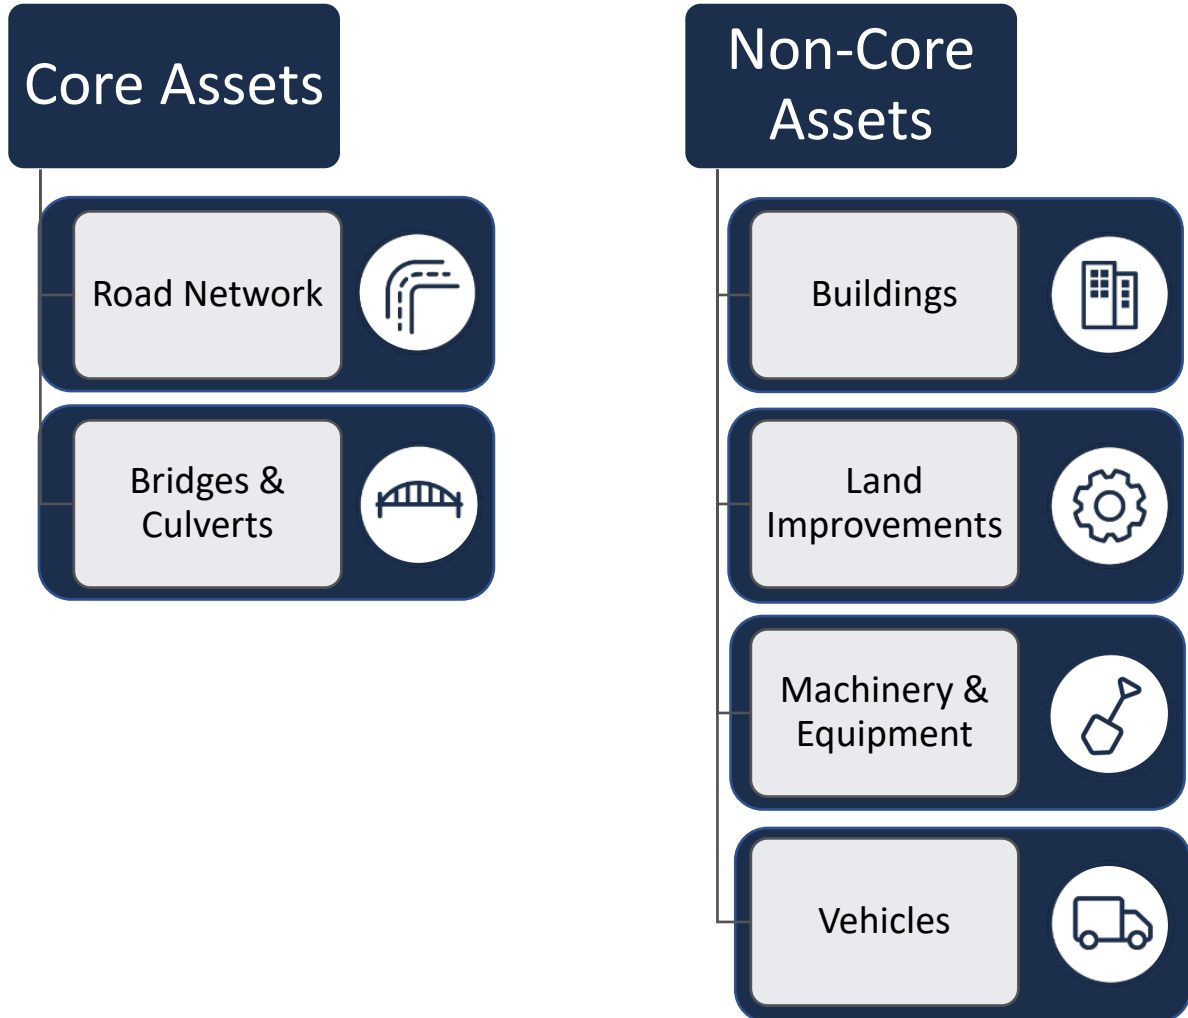 Core Assets
Road Network
Bridges &
Culverts
Non-Core
Assets
Buildings
Land
Improvements
Machinery &
Equipment
Vehicles